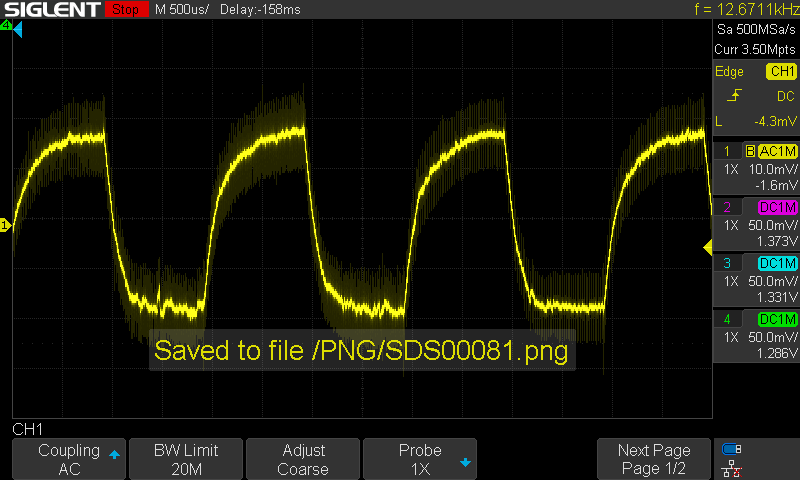 SIGLENT Stop M 500us/ Delay:-158ms f = 12.6711kHz
Sa 500MSa/s
Curr 3.50Mpts
Edge CH1
DC
L -4.3mV
1 B AC1M
1X 10.0mV/
-1.6mV
2 DC1M
1X 50.0mV/
1.373V
3 DC1M
1X 50.0mV/
1.331V
4 DC1M
1X 50.0mV/
1.286V
4
1
Saved to file /PNG/SDS00081.png
CH1
Coupling BW Limit Adjust Probe Next Page
AC 20M Coarse 1X Page 1/2